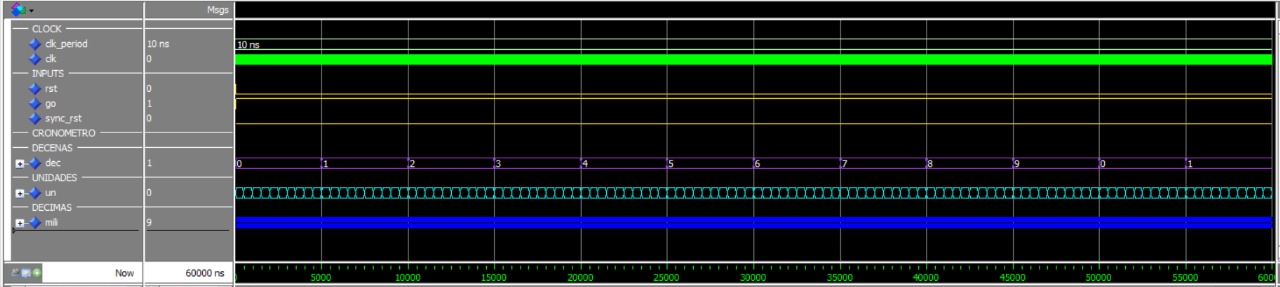 Msgs
CLOCK
clk_period 10 ns 10 ns
clk 0
INPUTS
rst 0
go 1
sync_rst 0
CRONOMETRO
DECENAS
dec 1 0 1 2 3 4 5 6 7 8 9 0 1
UNIDADES
un 0
DECIMAS
mili 9
Now 60000 ns 5000 10000 15000 20000 25000 30000 35000 40000 45000 50000 55000 6000